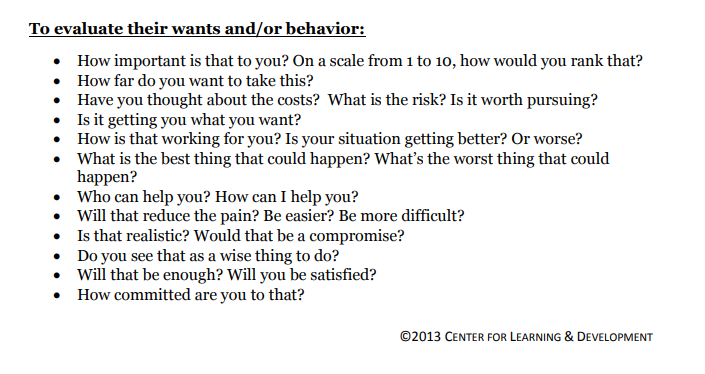 To evaluate their wants and/or behavior:
• How important is that to you? On a scale from 1 to 10, how would you rank that?
• How far do you want to take this?
• Have you thought about the costs?  What is the risk? Is it worth pursuing?
• Is it getting you what you want?
• How is that working for you? Is your situation getting better? Or worse?
• What is the best thing that could happen? What’s the worst thing that could
happen?
• Who can help you? How can I help you?
• Will that reduce the pain? Be easier? Be more difficult?
• Is that realistic? Would that be a compromise?
• Do you see that as a wise thing to do?
• Will that be enough? Will you be satisfied?
• How committed are you to that?
©2013 CENTER FOR LEARNING & DEVELOPMENT